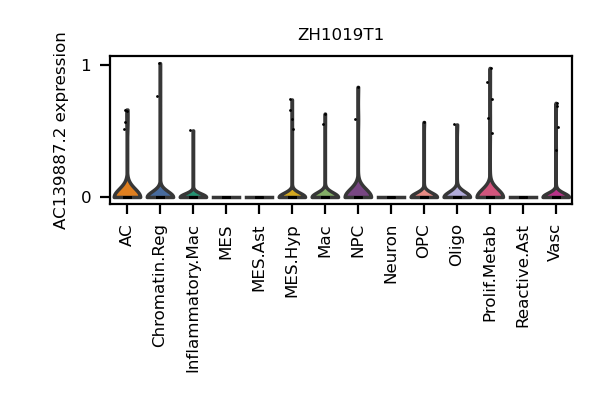 ZH1019T1
AC139887.2 expression
1
0
AC
Chromatin.Reg
Inflammatory.Mac
MES
MES.Ast
MES.Hyp
Mac
NPC
Neuron
OPC
Oligo
Prolif.Metab
Reactive.Ast
Vasc